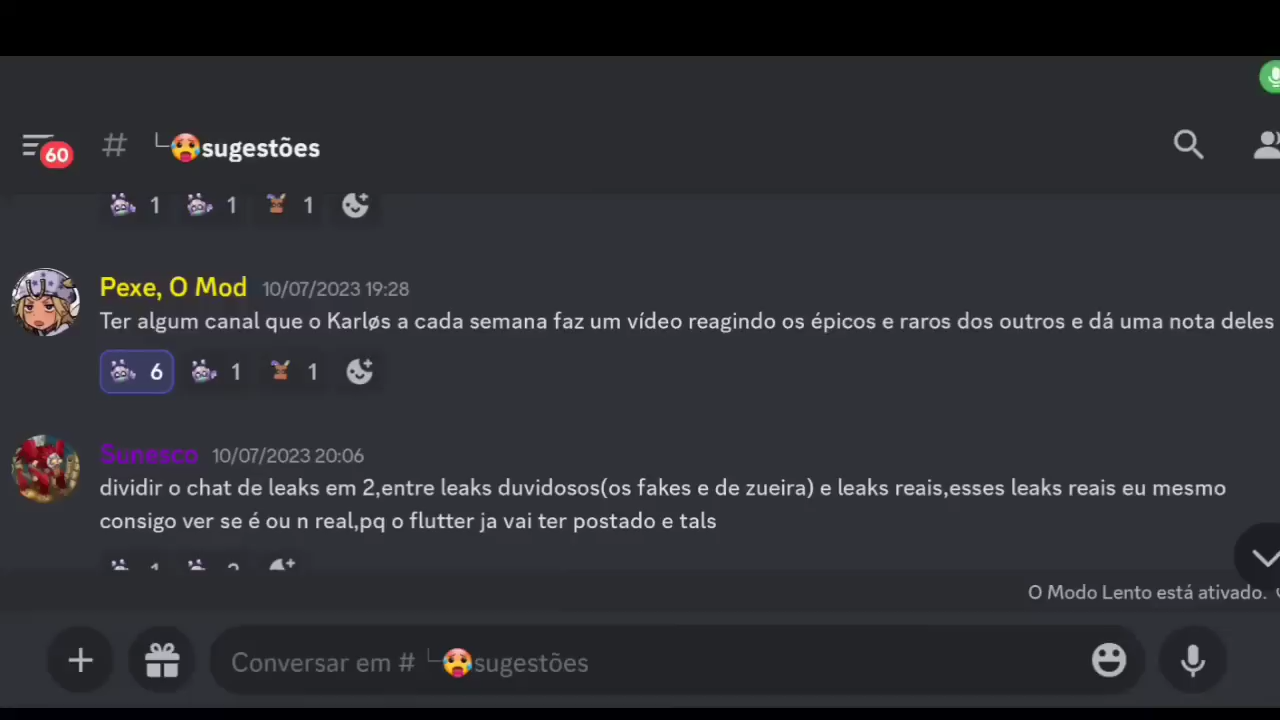 60 # └🥵sugestões
1 1 1
Pexe, O Mod 10/07/2023 19:28
Ter algum canal que o Karløs a cada semana faz um vídeo reagindo os épicos e raros dos outros e dá uma nota deles
6 1 1
Sunesco 10/07/2023 20:06
dividir o chat de leaks em 2,entre leaks duvidosos(os fakes e de zueira) e leaks reais,esses leaks reais eu mesmo
consigo ver se é ou n real,pq o flutter ja vai ter postado e tals
O Modo Lento está ativado.
Conversar em # └🥵sugestões